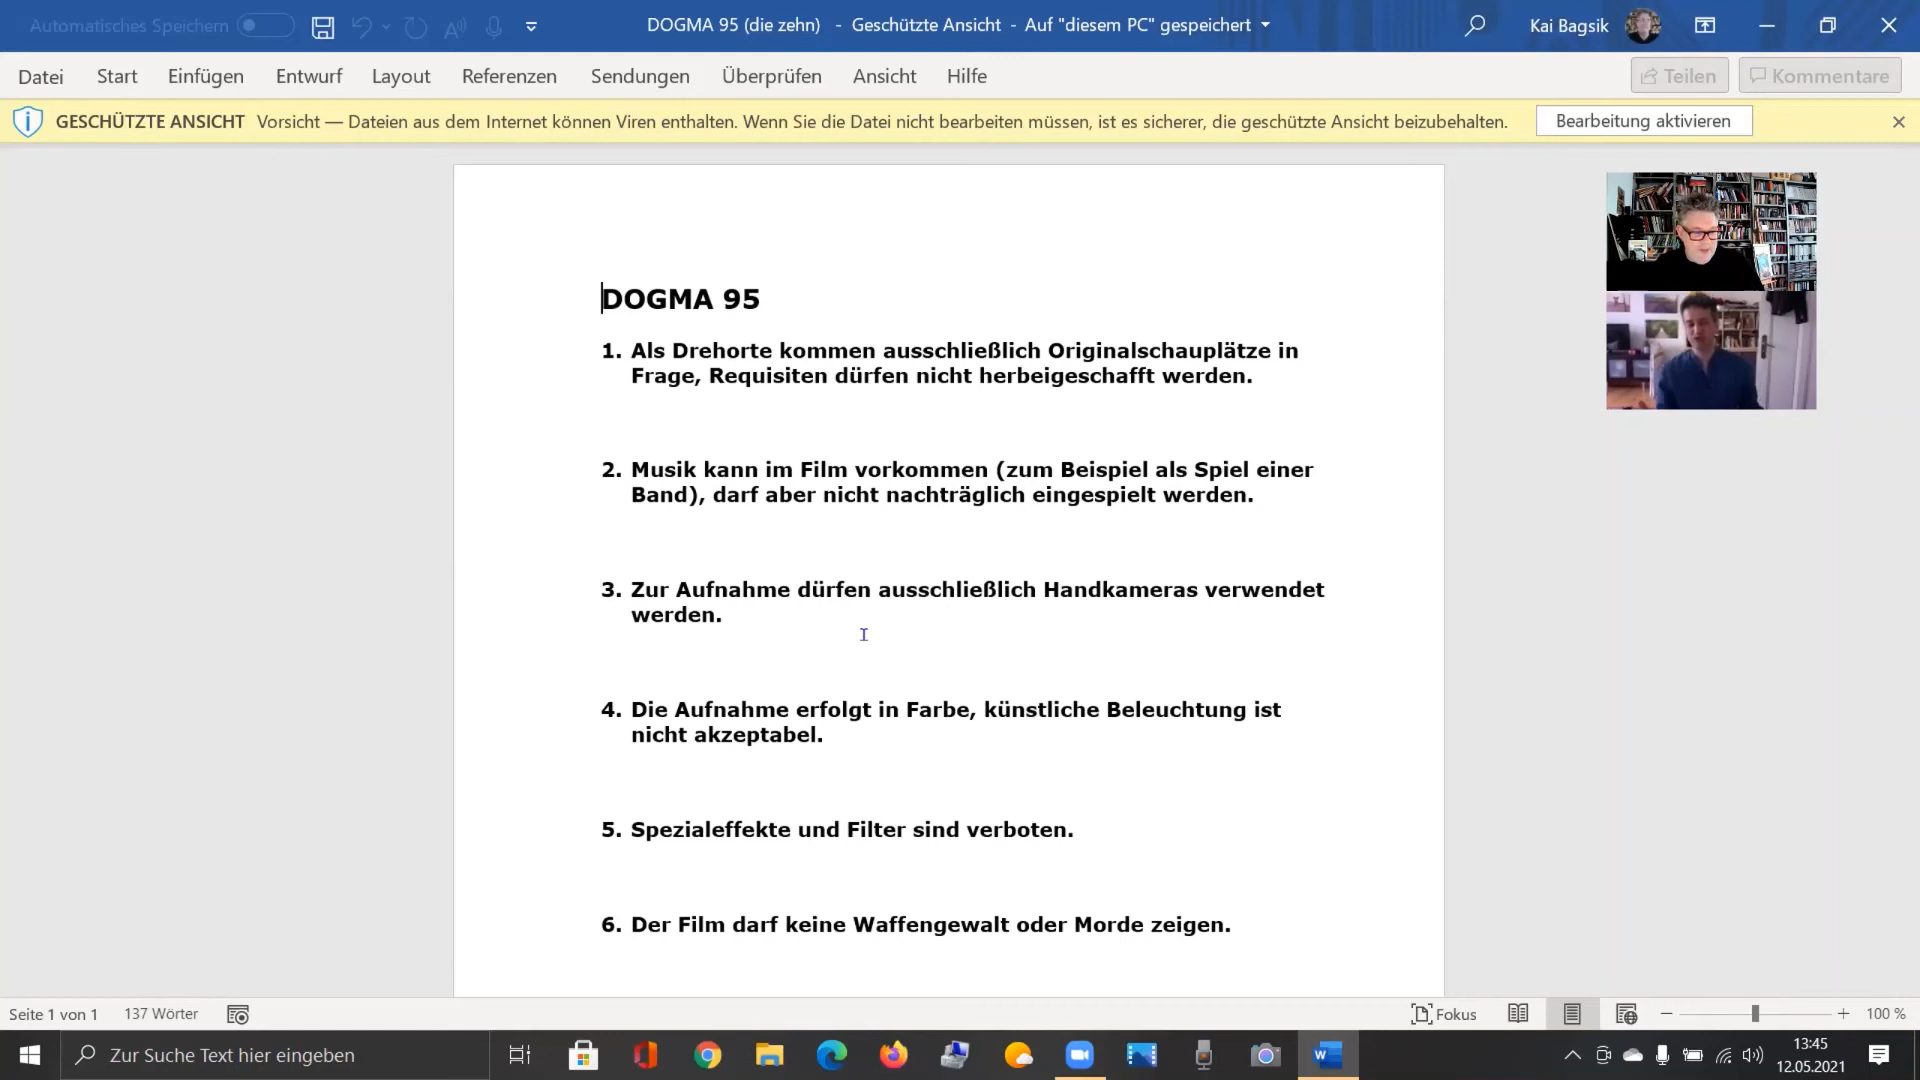 Automatisches Speichern
DOGMA 95 (die zehn) - Geschützte Ansicht - Auf "diesem PC" gespeichert
Kai Bagsik
Datei Start Einfügen Entwurf Layout Referenzen Sendungen Überprüfen Ansicht Hilfe
Teilen Kommentare
GESCHÜTZTE ANSICHT Vorsicht — Dateien aus dem Internet können Viren enthalten. Wenn Sie die Datei nicht bearbeiten müssen, ist es sicherer, die geschützte Ansicht beizubehalten.
Bearbeitung aktivieren
DOGMA 95
1. Als Drehorte kommen ausschließlich Originalschauplätze in
Frage, Requisiten dürfen nicht herbeigeschafft werden.
2. Musik kann im Film vorkommen (zum Beispiel als Spiel einer
Band), darf aber nicht nachträglich eingespielt werden.
3. Zur Aufnahme dürfen ausschließlich Handkameras verwendet
werden.
4. Die Aufnahme erfolgt in Farbe, künstliche Beleuchtung ist
nicht akzeptabel.
5. Spezialeffekte und Filter sind verboten.
6. Der Film darf keine Waffengewalt oder Morde zeigen.
Seite 1 von 1 137 Wörter
Fokus
100 %
Zur Suche Text hier eingeben
13:45
12.05.2021